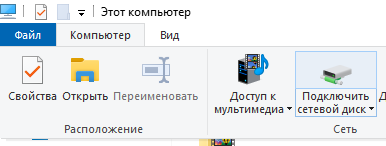 Этот компьютер
Файл Компьютер Вид
Свойства Открыть Переименовать Доступ к мультимедиа Подключить сетевой диск
Расположение Сеть